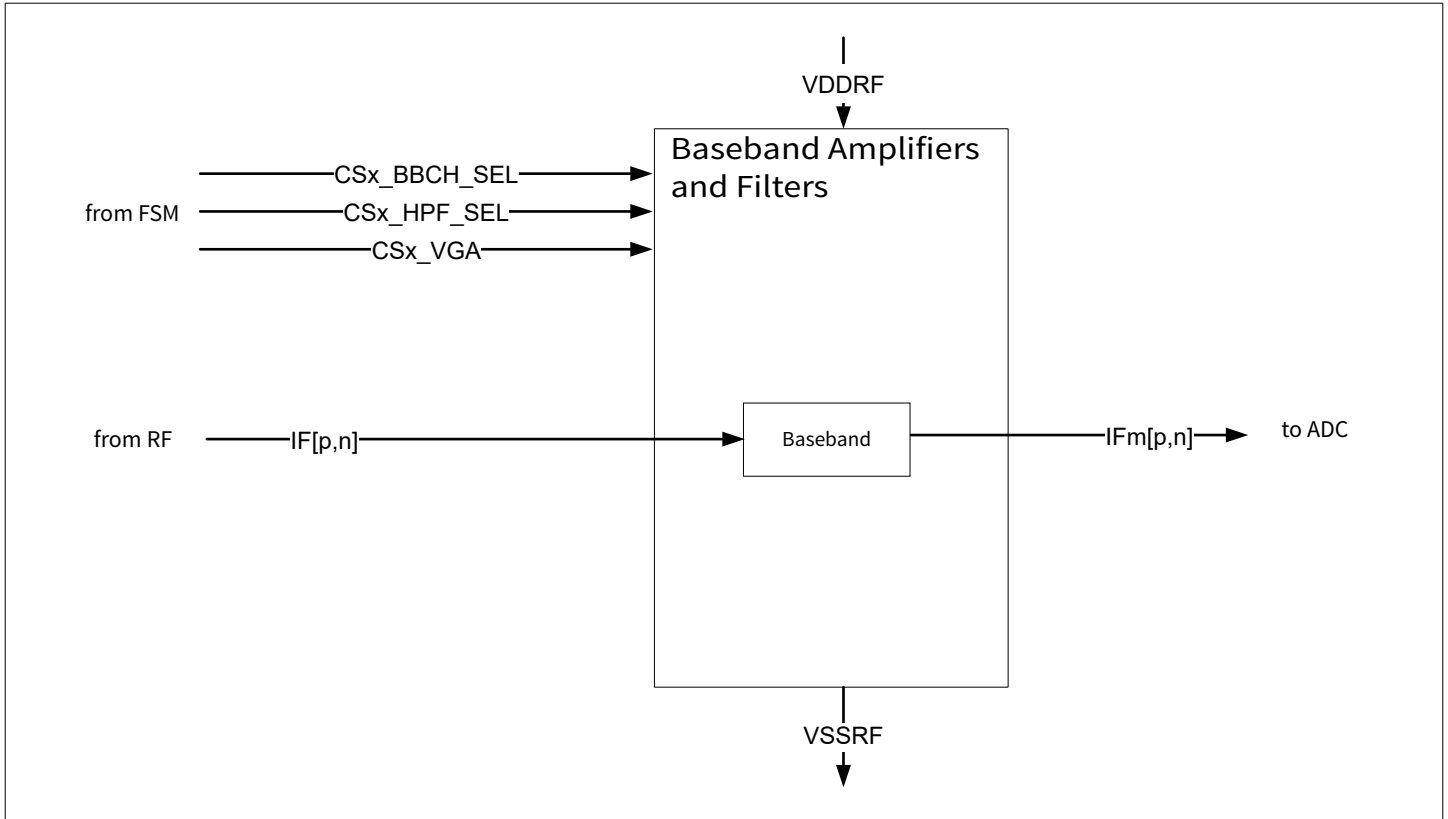 VDDRF
Baseband Amplifiers
and Filters
CSx_BBCH_SEL
from FSM
CSx_HPF_SEL
CSx_VGA
from RF
IF[p,n]
Baseband
IFm[p,n]
to ADC
VSSRF